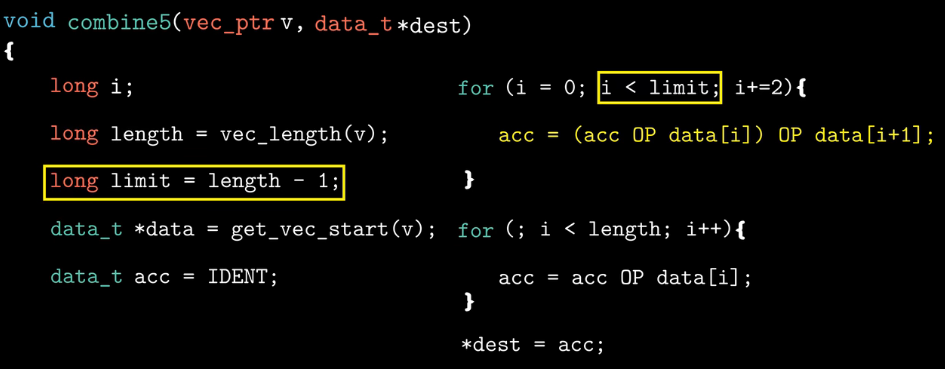 void combine5(vec_ptr v, data_t *dest)
{
long i;
long length = vec_length(v);
long limit = length - 1;
data_t *data = get_vec_start(v);
data_t acc = IDENT;
for (i = 0; i < limit; i+=2){
acc = (acc OP data[i]) OP data[i+1];
}
for (; i < length; i++){
acc = acc OP data[i];
}
*dest = acc;